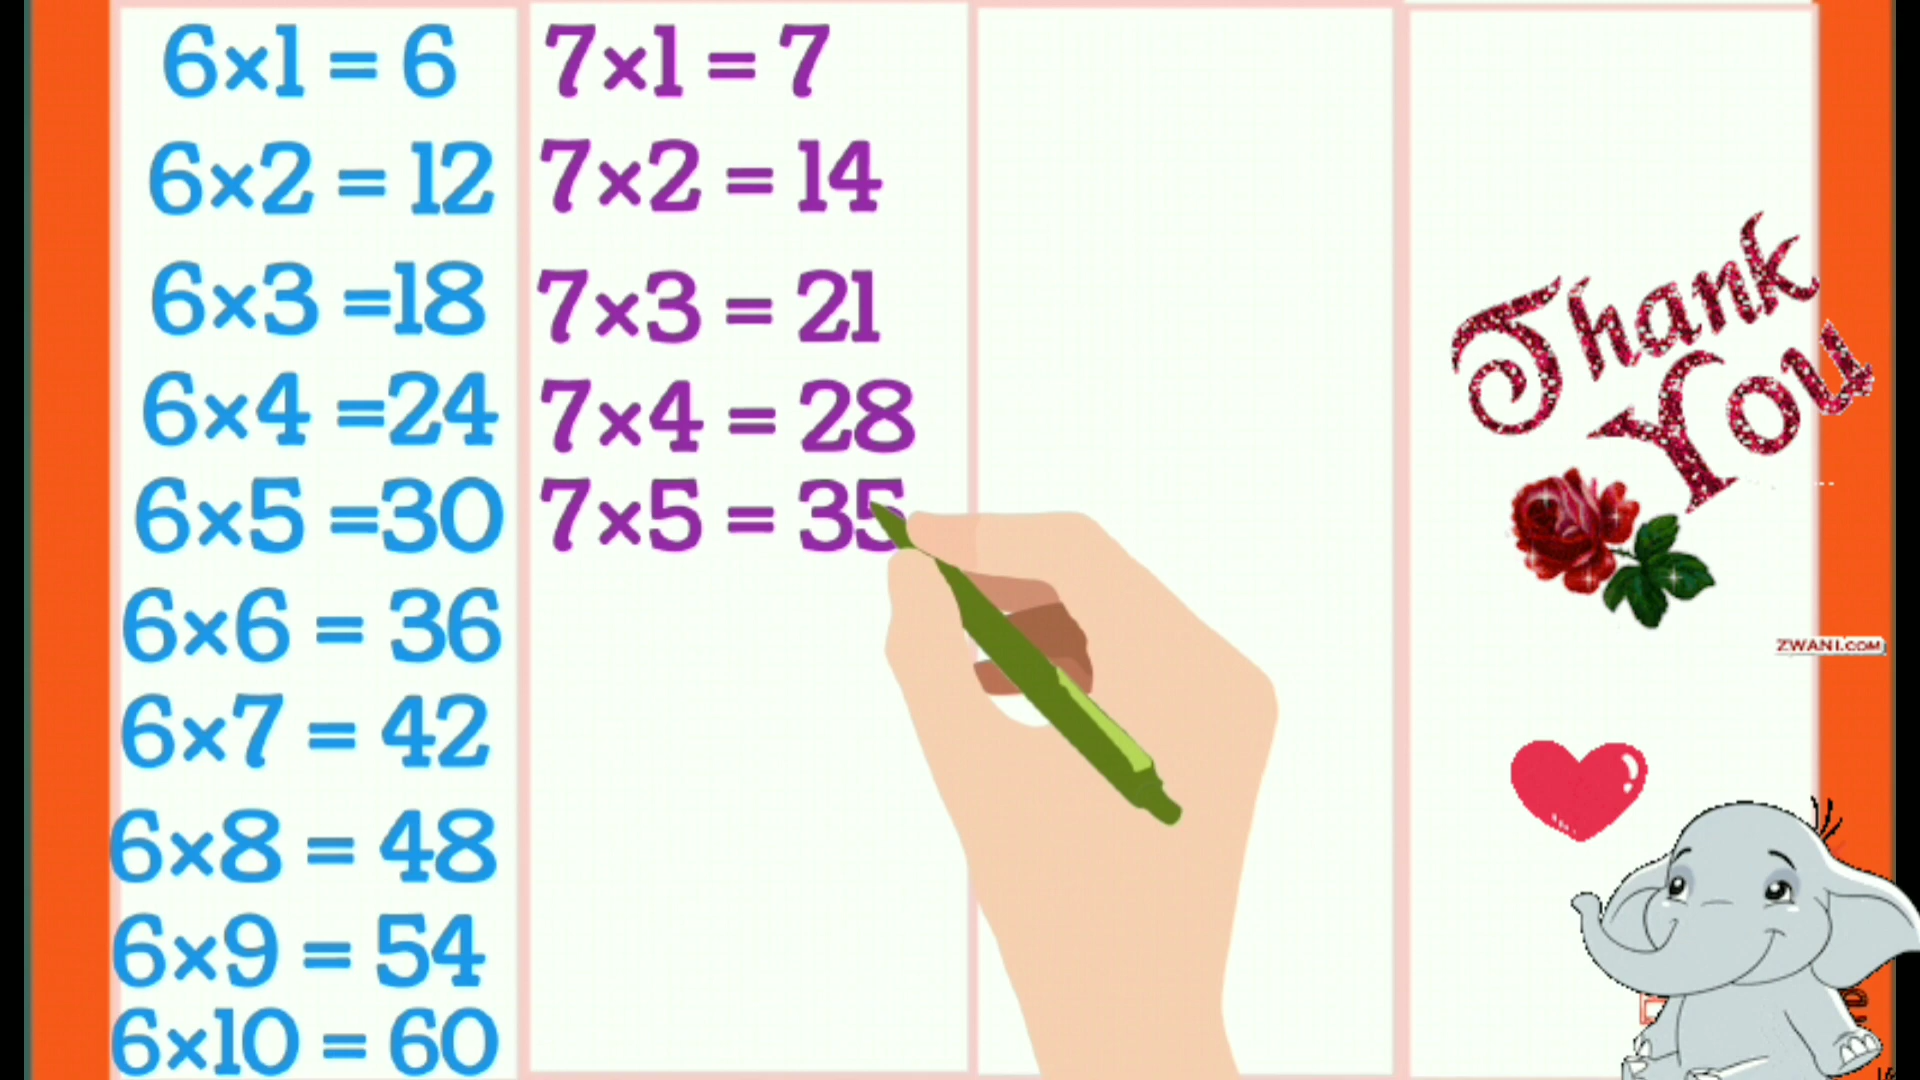 6×1 = 6
6×2 = 12
6×3 =18
6×4 =24
6×5 =30
6×6 = 36
6×7 = 42
6×8 = 48
6×9 = 54
6×10 = 60
7×1 = 7
7×2 = 14
7×3 = 21
7×4 = 28
7×5 = 35
Thank
You
ZWANI.COM